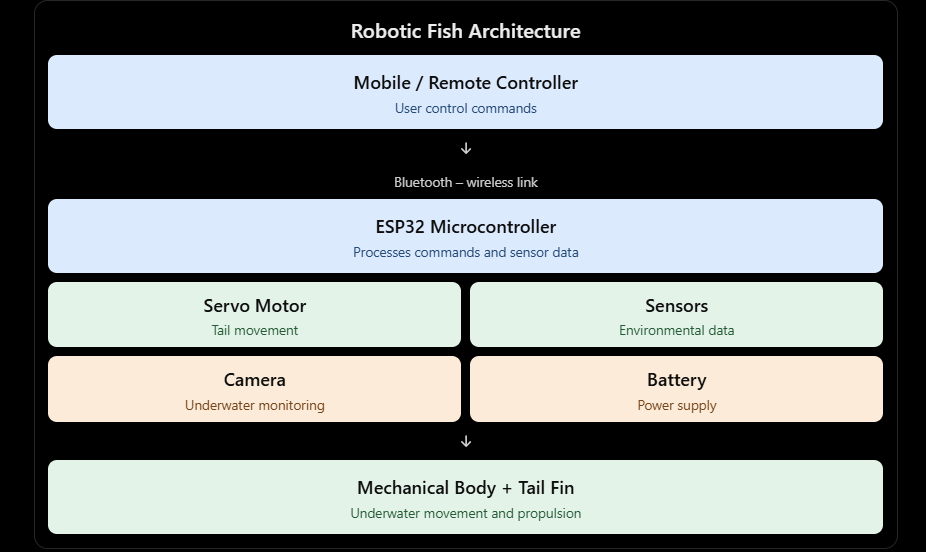 Robotic Fish Architecture
Mobile / Remote Controller
User control commands
↓
Bluetooth – wireless link
ESP32 Microcontroller
Processes commands and sensor data
Servo Motor
Tail movement
Sensors
Environmental data
Camera
Underwater monitoring
Battery
Power supply
↓
Mechanical Body + Tail Fin
Underwater movement and propulsion